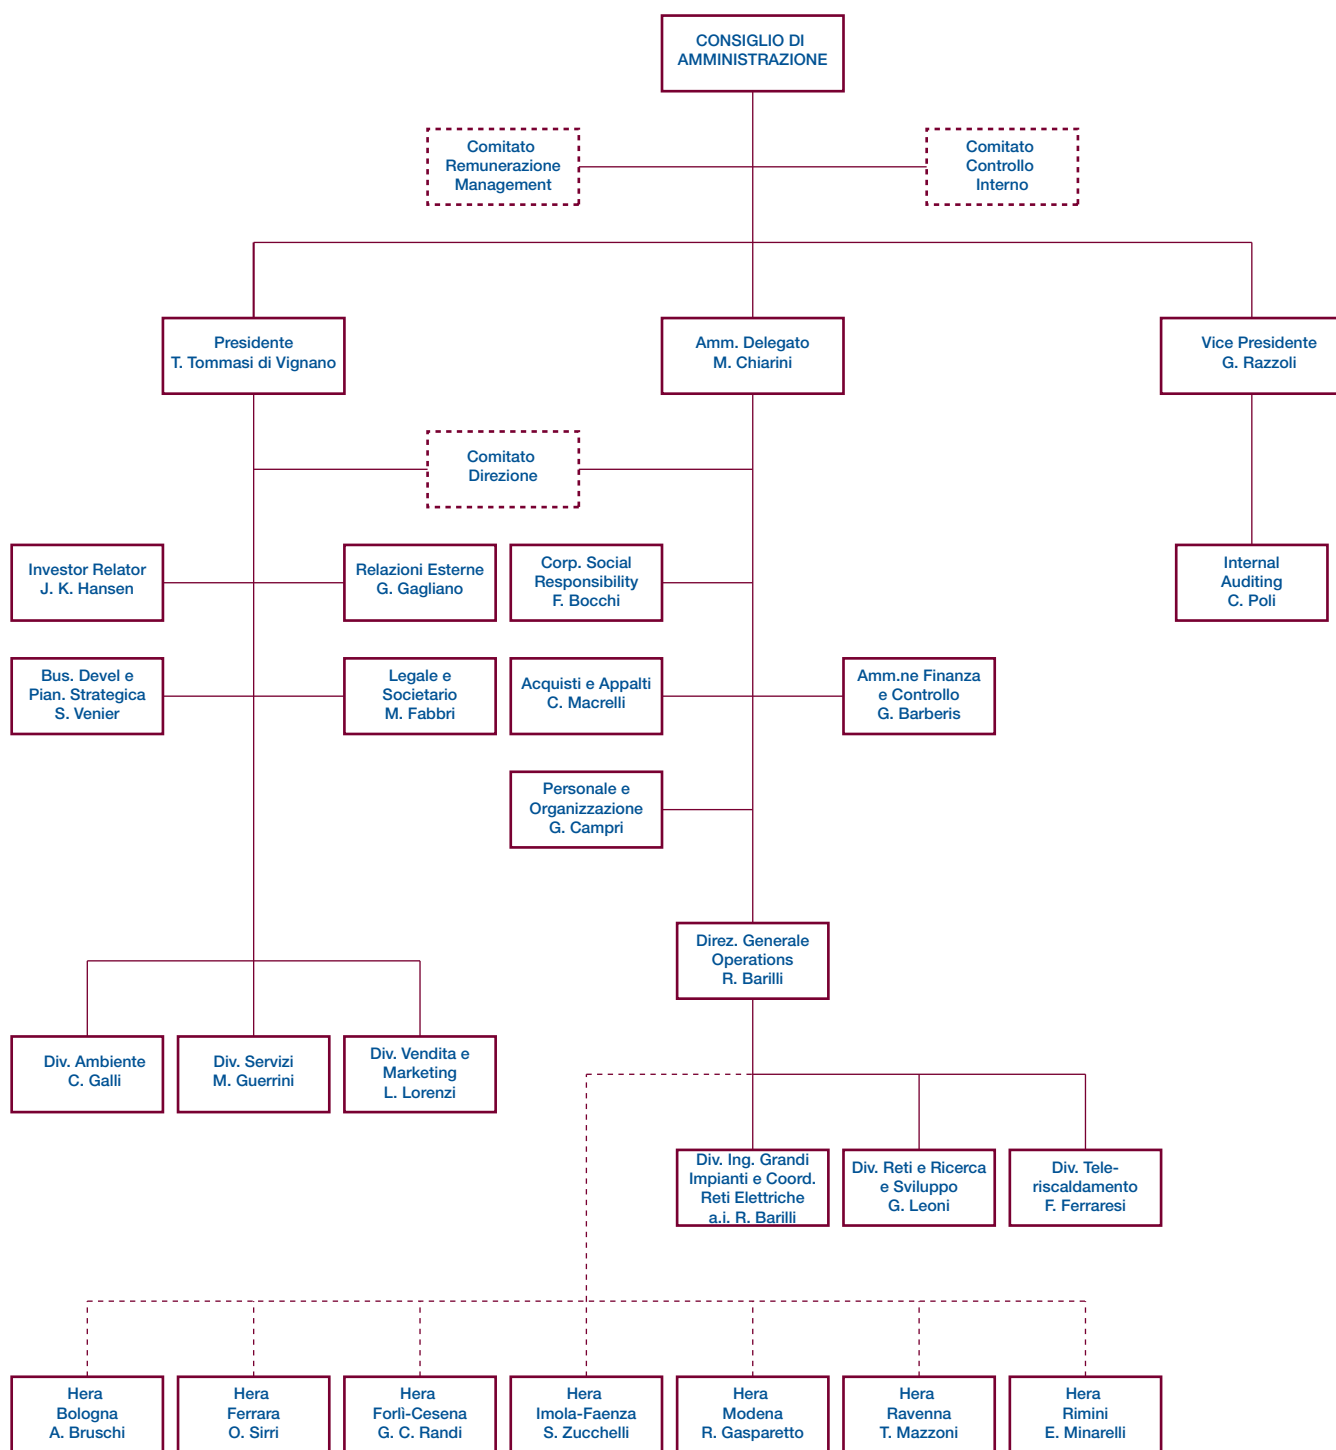 CONSIGLIO DI
AMMINISTRAZIONE
Comitato
Remunerazione
Management
Comitato
Controllo
Interno
Presidente
T. Tommasi di Vignano
Amm. Delegato
M. Chiarini
Vice Presidente
G. Razzoli
Comitato
Direzione
Investor Relator
J. K. Hansen
Relazioni Esterne
G. Gagliano
Corp. Social
Responsibility
F. Bocchi
Internal
Auditing
C. Poli
Bus. Devel e
Pian. Strategica
S. Venier
Legale e
Societario
M. Fabbri
Acquisti e Appalti
C. Macrelli
Amm.ne Finanza
e Controllo
G. Barberis
Personale e
Organizzazione
G. Campri
Direz. Generale
Operations
R. Barilli
Div. Ambiente
C. Galli
Div. Servizi
M. Guerrini
Div. Vendita e
Marketing
L. Lorenzi
Div. Ing. Grandi
Impianti e Coord.
Reti Elettriche
a.i. R. Barilli
Div. Reti e Ricerca
e Sviluppo
G. Leoni
Div. Tele-
riscaldamento
F. Ferraresi
Hera
Bologna
A. Bruschi
Hera
Ferrara
O. Sirri
Hera
Forlì-Cesena
G. C. Randi
Hera
Imola-Faenza
S. Zucchelli
Hera
Modena
R. Gasparetto
Hera
Ravenna
T. Mazzoni
Hera
Rimini
E. Minarelli